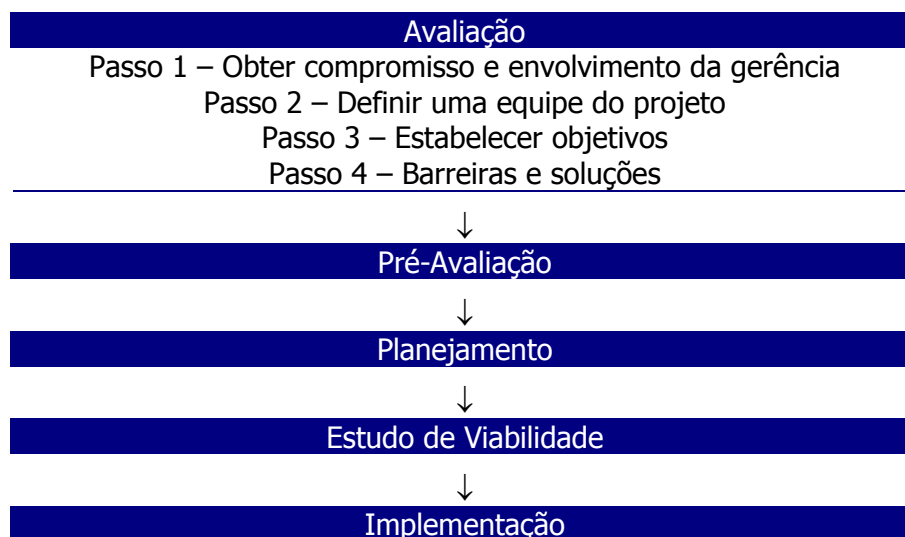 Avaliação
Passo 1 – Obter compromisso e envolvimento da gerência
Passo 2 – Definir uma equipe do projeto
Passo 3 – Estabelecer objetivos
Passo 4 – Barreiras e soluções
↓
Pré-Avaliação
↓
Planejamento
↓
Estudo de Viabilidade
↓
Implementação